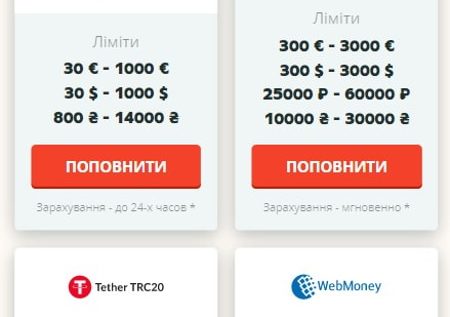 Ліміти
30 € - 1000 €
30 $ - 1000 $
800 ₴ - 14000 ₴
ПОПОВНИТИ
Зарахування - до 24-х часов *
Ліміти
300 € - 3000 €
300 $ - 3000 $
25000 ₽ - 60000 ₽
10000 ₴ - 30000 ₴
ПОПОВНИТИ
Зарахування - мгновенно *
Tether TRC20
WebMoney